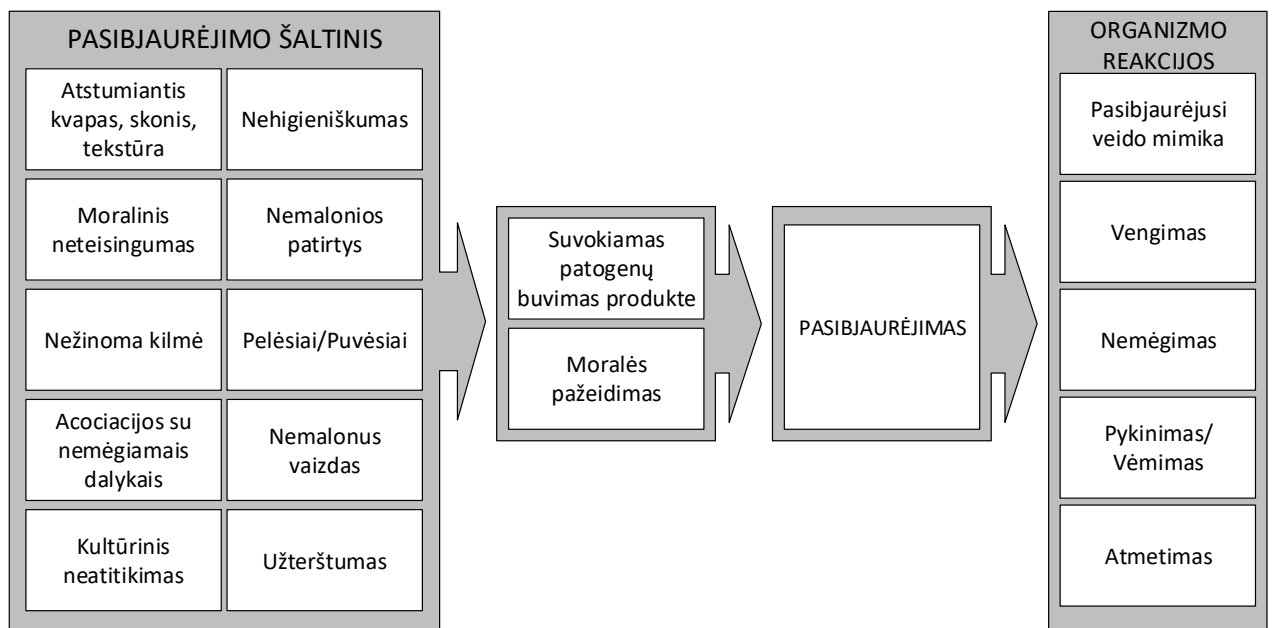 PASIBJAURĖJIMO ŠALTINIS
Atstumiantis
kvapas, skonis,
tekstūra
Nehigieniškumas
Moralinis
neteisingumas
Nemalonios
patirtys
Nežinoma kilmė
Pelėsiai/Puvėsiai
Acociacijos su
nemėgiamais
dalykais
Nemalonus
vaizdas
Kultūrinis
neatitikimas
Užterštumas
Suvokiamas
patogenų
buvimas produkte
Moralės
pažeidimas
PASIBJAURĖJIMAS
ORGANIZMO
REAKCIJOS
Pasibjaurėjusi
veido mimika
Vengimas
Nemėgimas
Pykinimas/
Vėmimas
Atmetimas